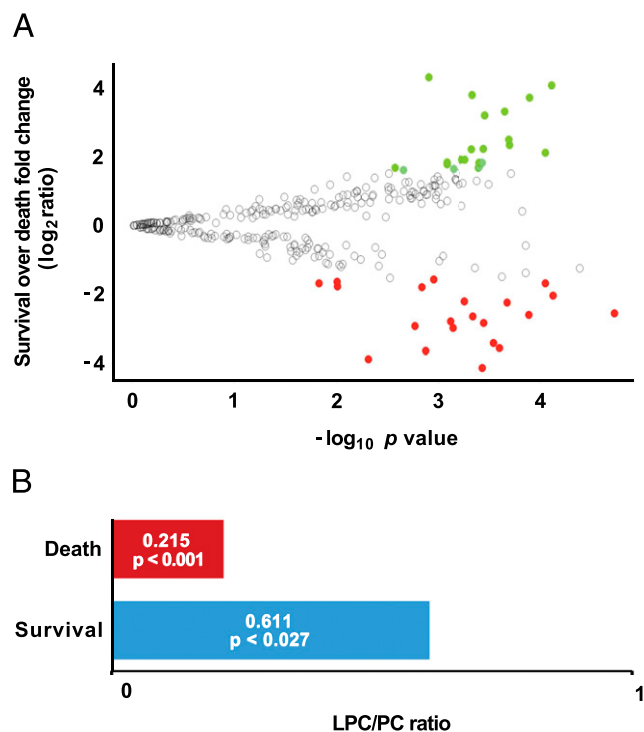 A
Survival over death fold change
(log2 ratio)
4
2
0
-2
-4
0 1 2 3 4
-log10 p value
B
Death
0.215
p < 0.001
Survival
0.611
p < 0.027
0 1
LPC/PC ratio